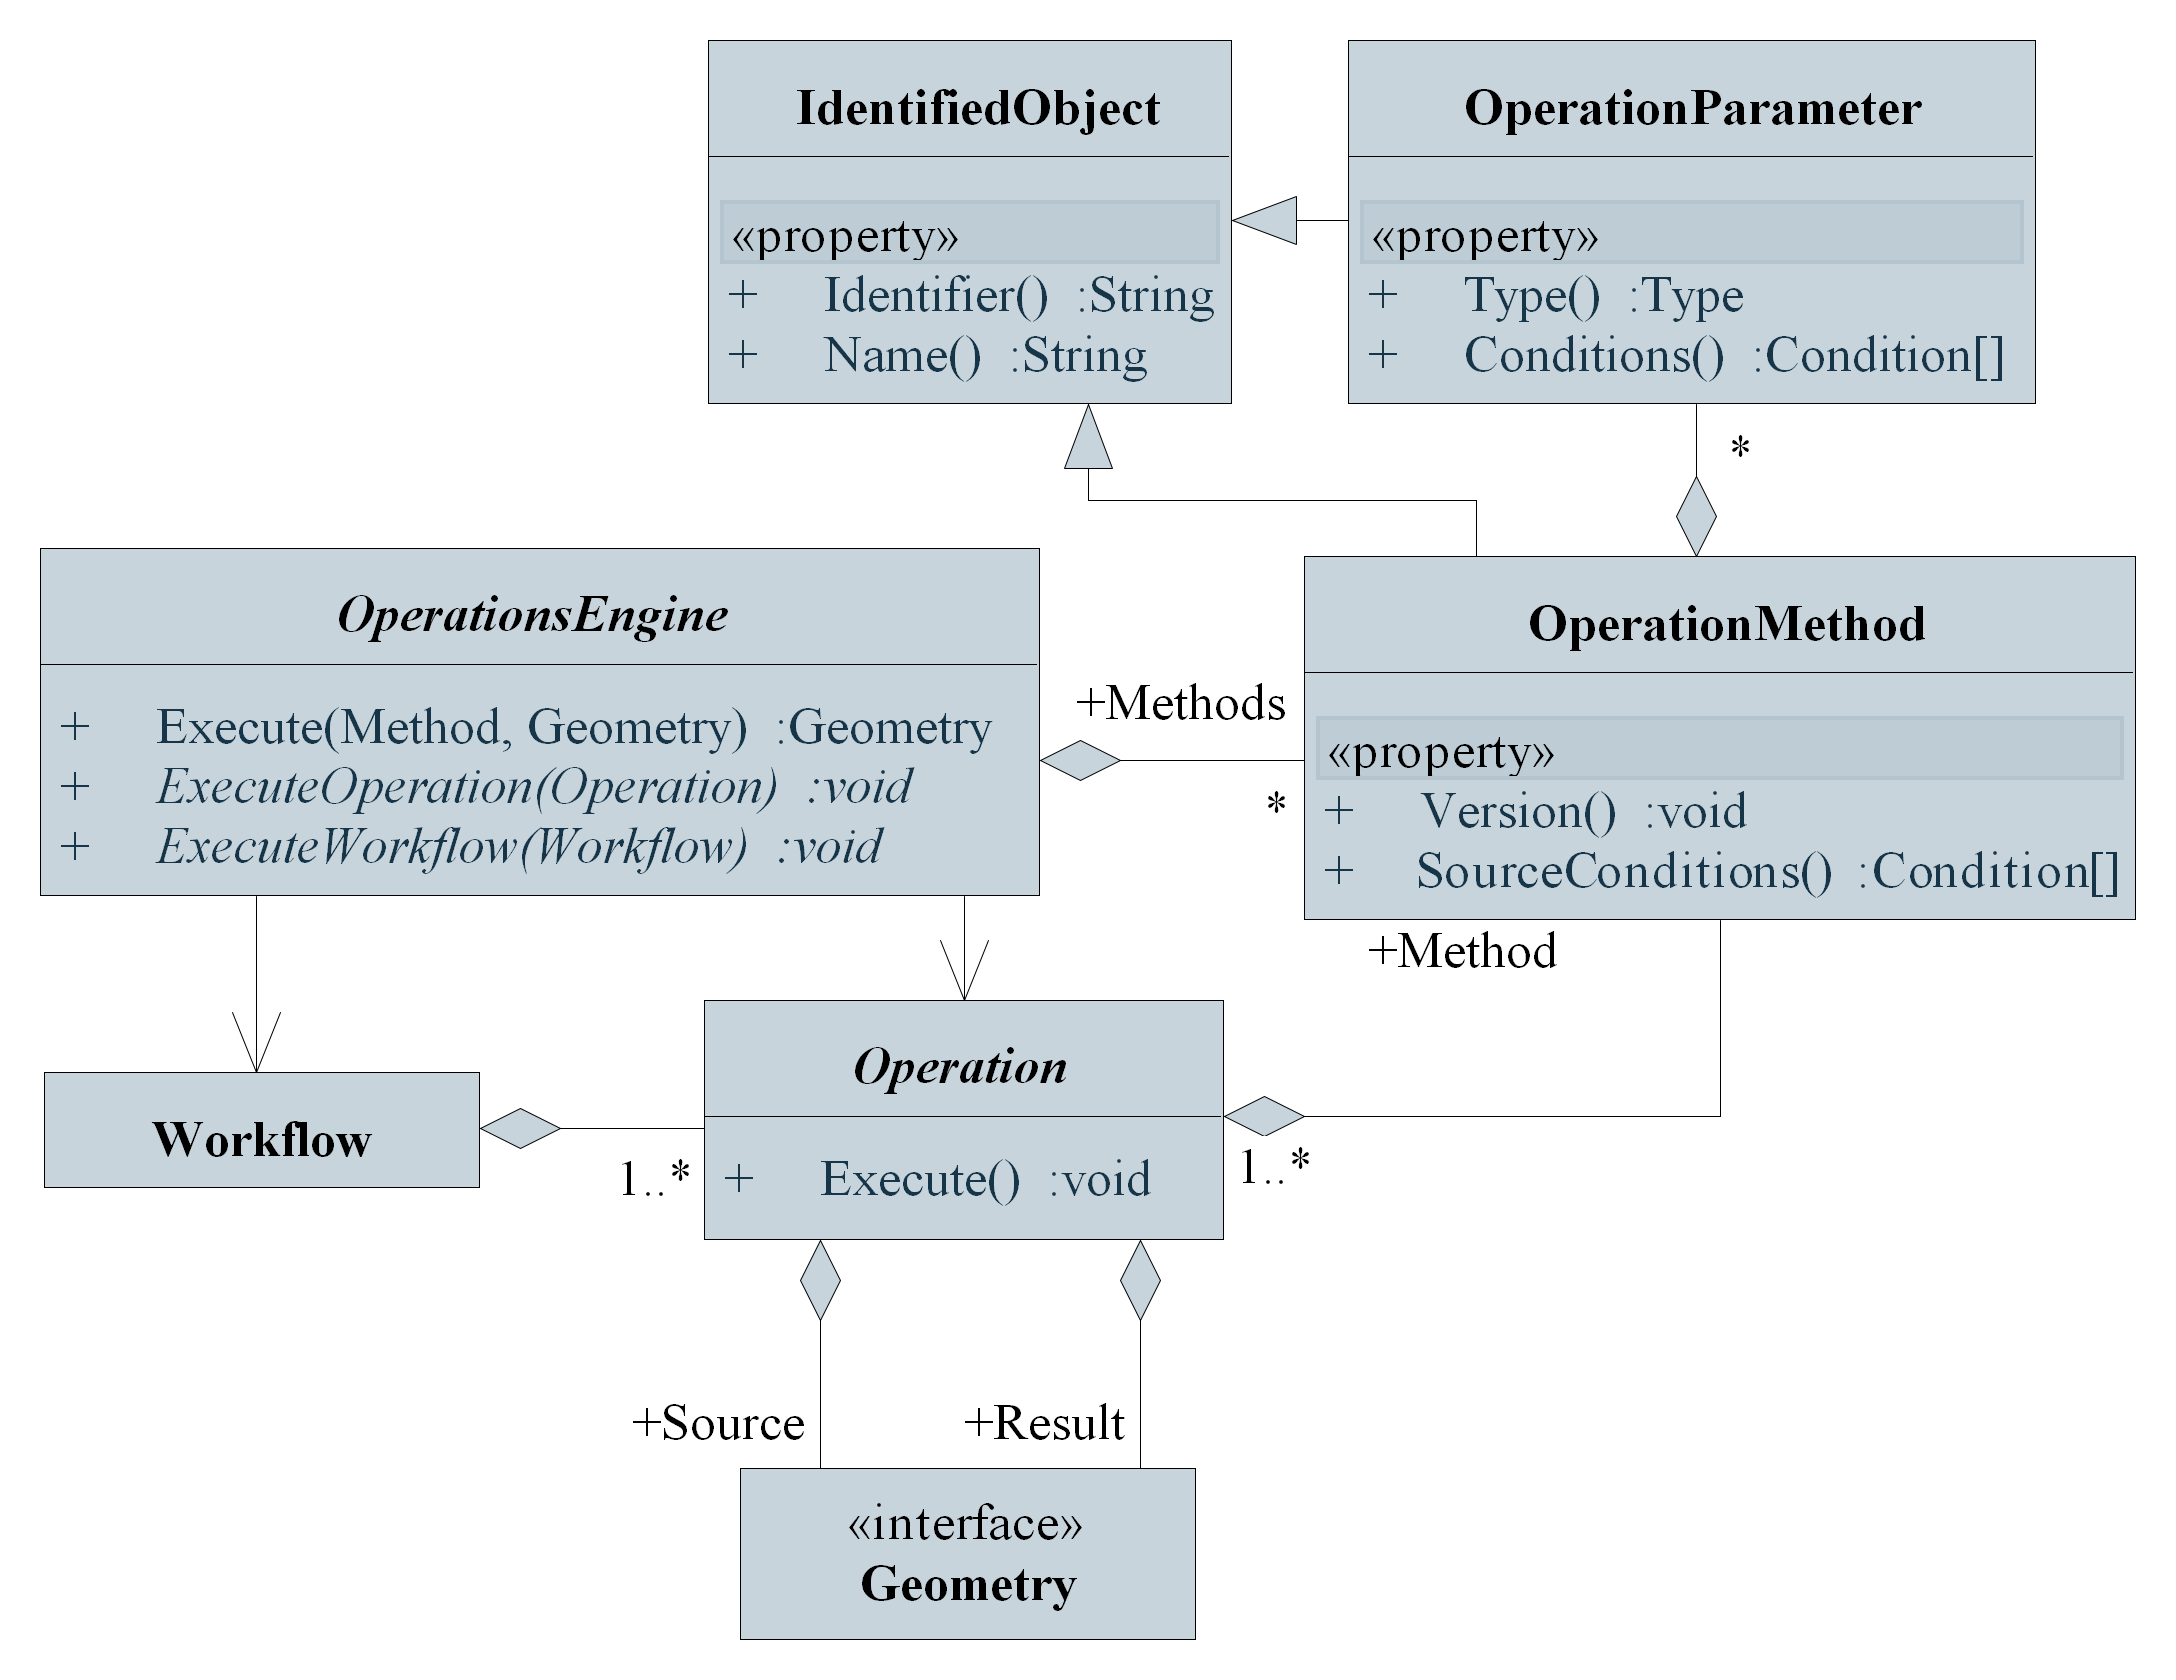 IdentifiedObject
«property»
+ Identifier() :String
+ Name() :String
OperationParameter
«property»
+ Type() :Type
+ Conditions() :Condition[]
*
OperationsEngine
+ Execute(Method, Geometry) :Geometry
+ ExecuteOperation(Operation) :void
+ ExecuteWorkflow(Workflow) :void
+Methods
*
OperationMethod
«property»
+ Version() :void
+ SourceConditions() :Condition[]
+Method
Workflow
1..*
Operation
+ Execute() :void
1..*
+Source
+Result
«interface»
Geometry